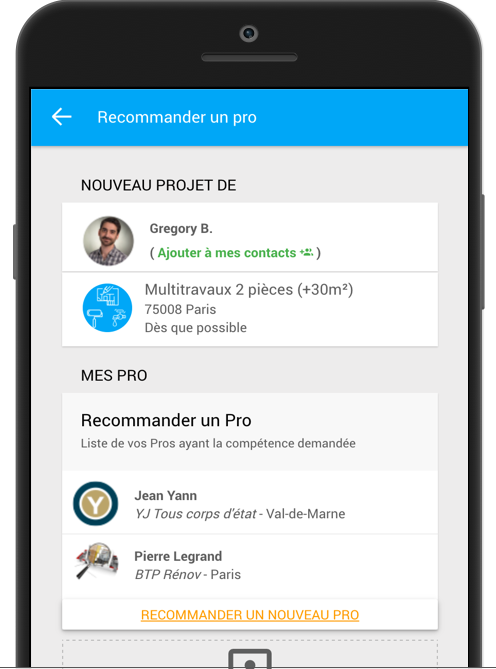 Recommander un pro
NOUVEAU PROJET DE
Gregory B.
( Ajouter à mes contacts )
Multitravaux 2 pièces (+30m²)
75008 Paris
Dès que possible
MES PRO
Recommander un Pro
Liste de vos Pros ayant la compétence demandée
Y
Jean Yann
YJ Tous corps d'état - Val-de-Marne
Pierre Legrand
BTP Rénov - Paris
RECOMMANDER UN NOUVEAU PRO